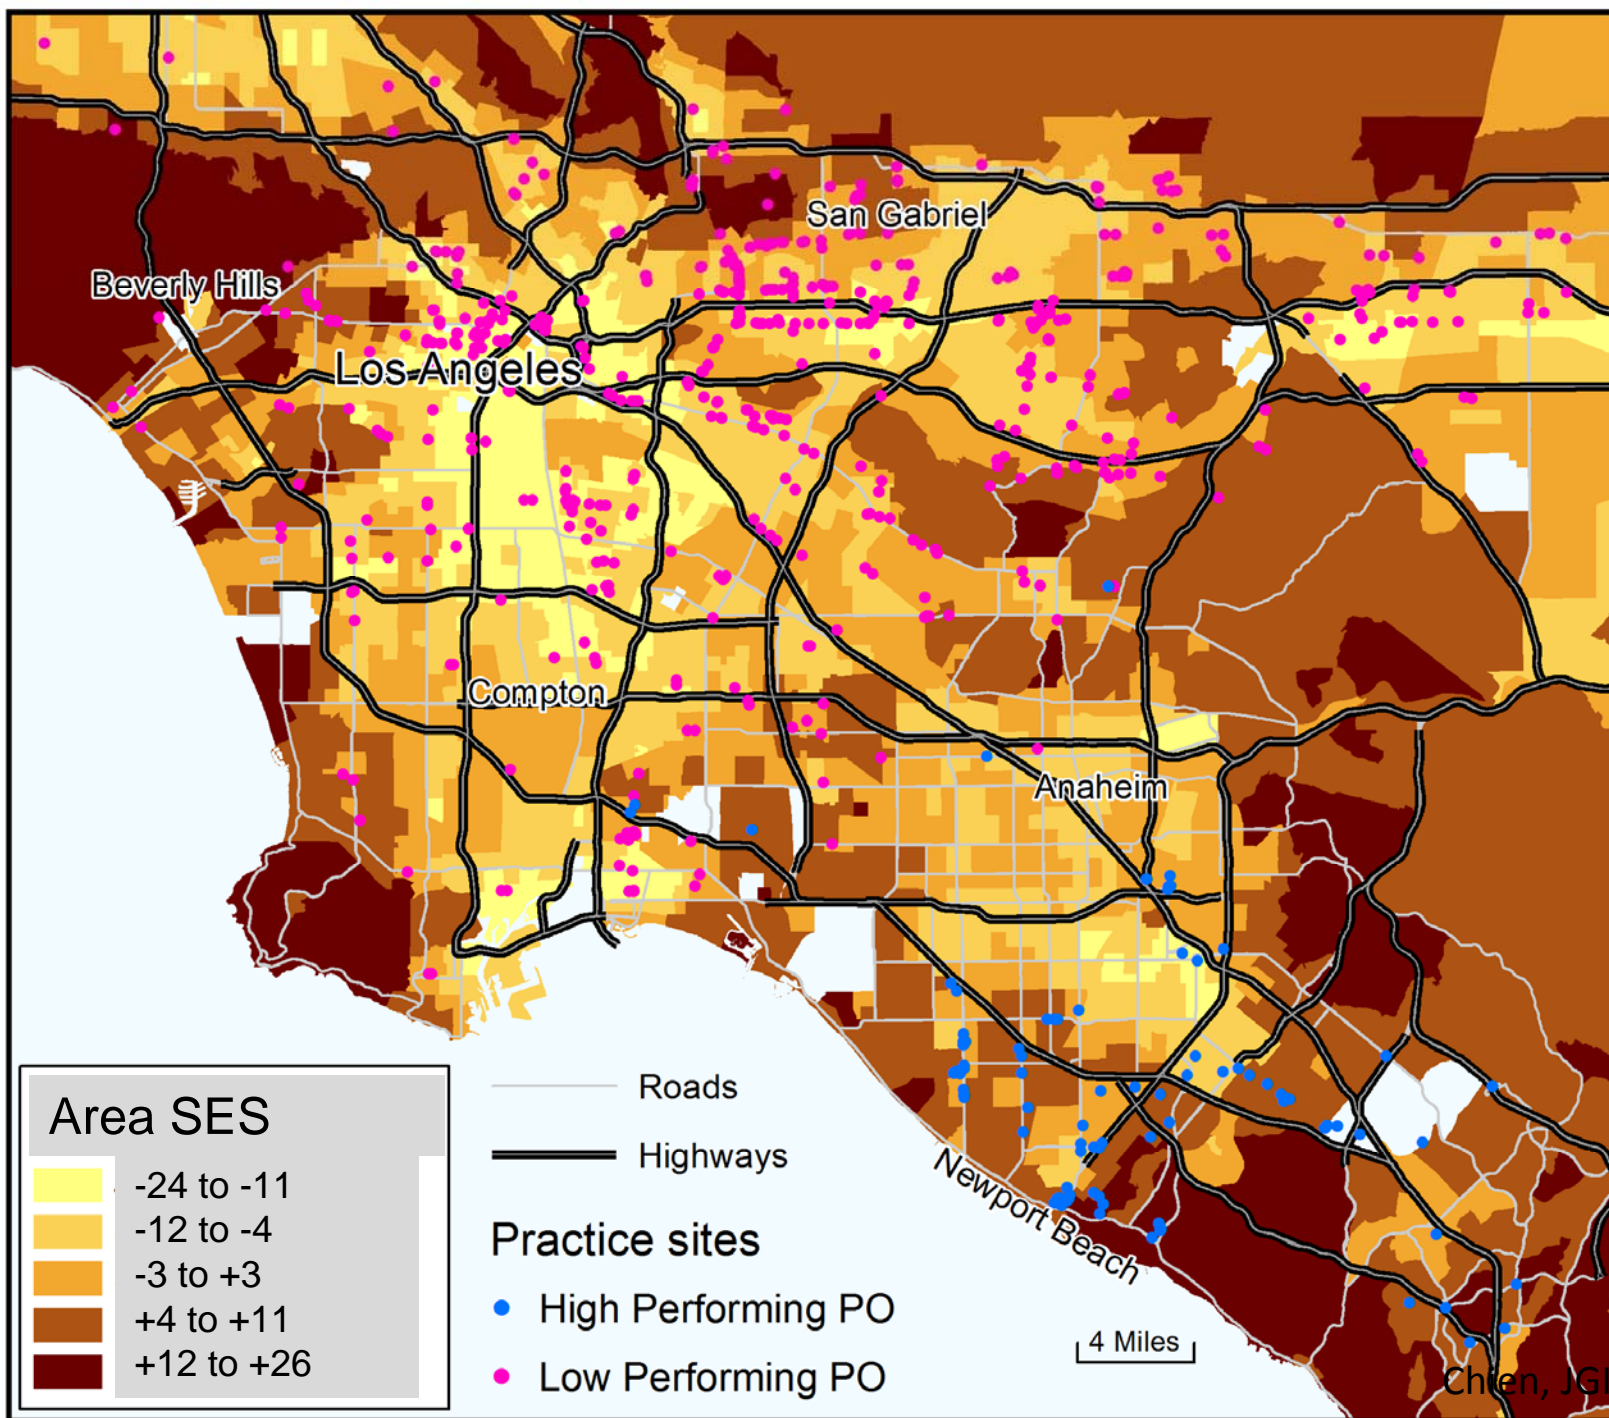 San Gabriel
Beverly Hills
Los Angeles
Compton
Anaheim
Newport Beach
Area SES
-24 to -11
-12 to -4
-3 to +3
+4 to +11
+12 to +26
Roads
Highways
Practice sites
High Performing PO
Low Performing PO
4 Miles
Chien,